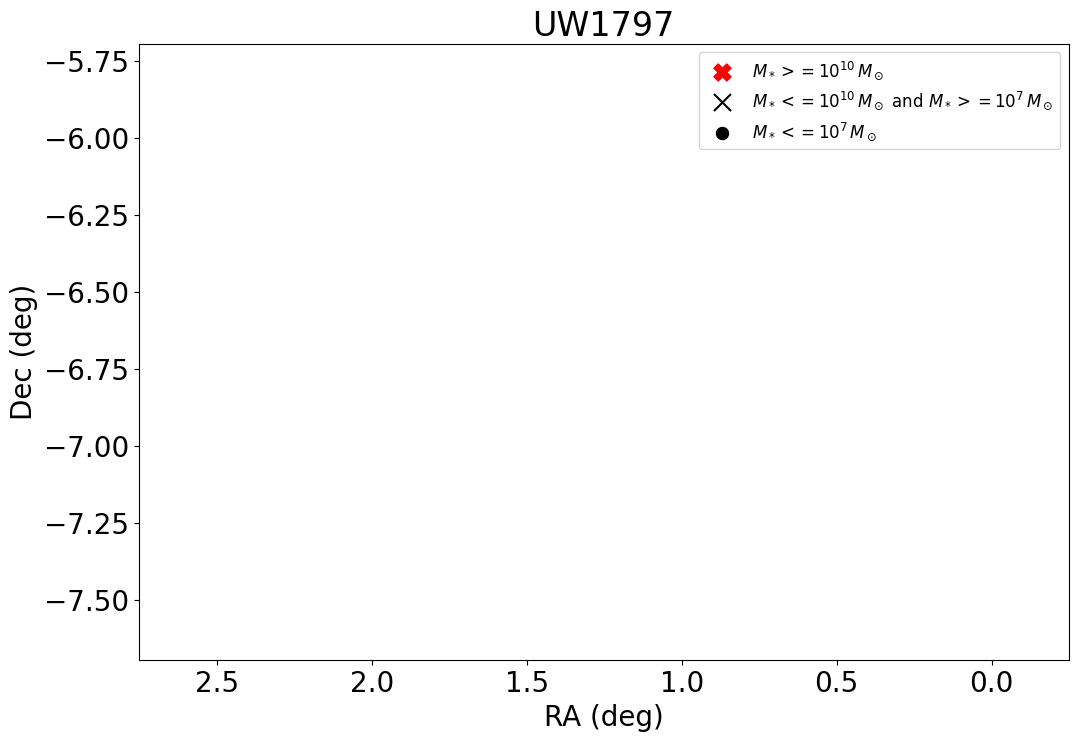 UW1797
M* >= 10^10 M⊙
M* <= 10^10 M⊙ and M* >= 10^7 M⊙
M* <= 10^7 M⊙
−5.75
−6.00
−6.25
−6.50
−6.75
−7.00
−7.25
−7.50
Dec (deg)
2.5 2.0 1.5 1.0 0.5 0.0
RA (deg)